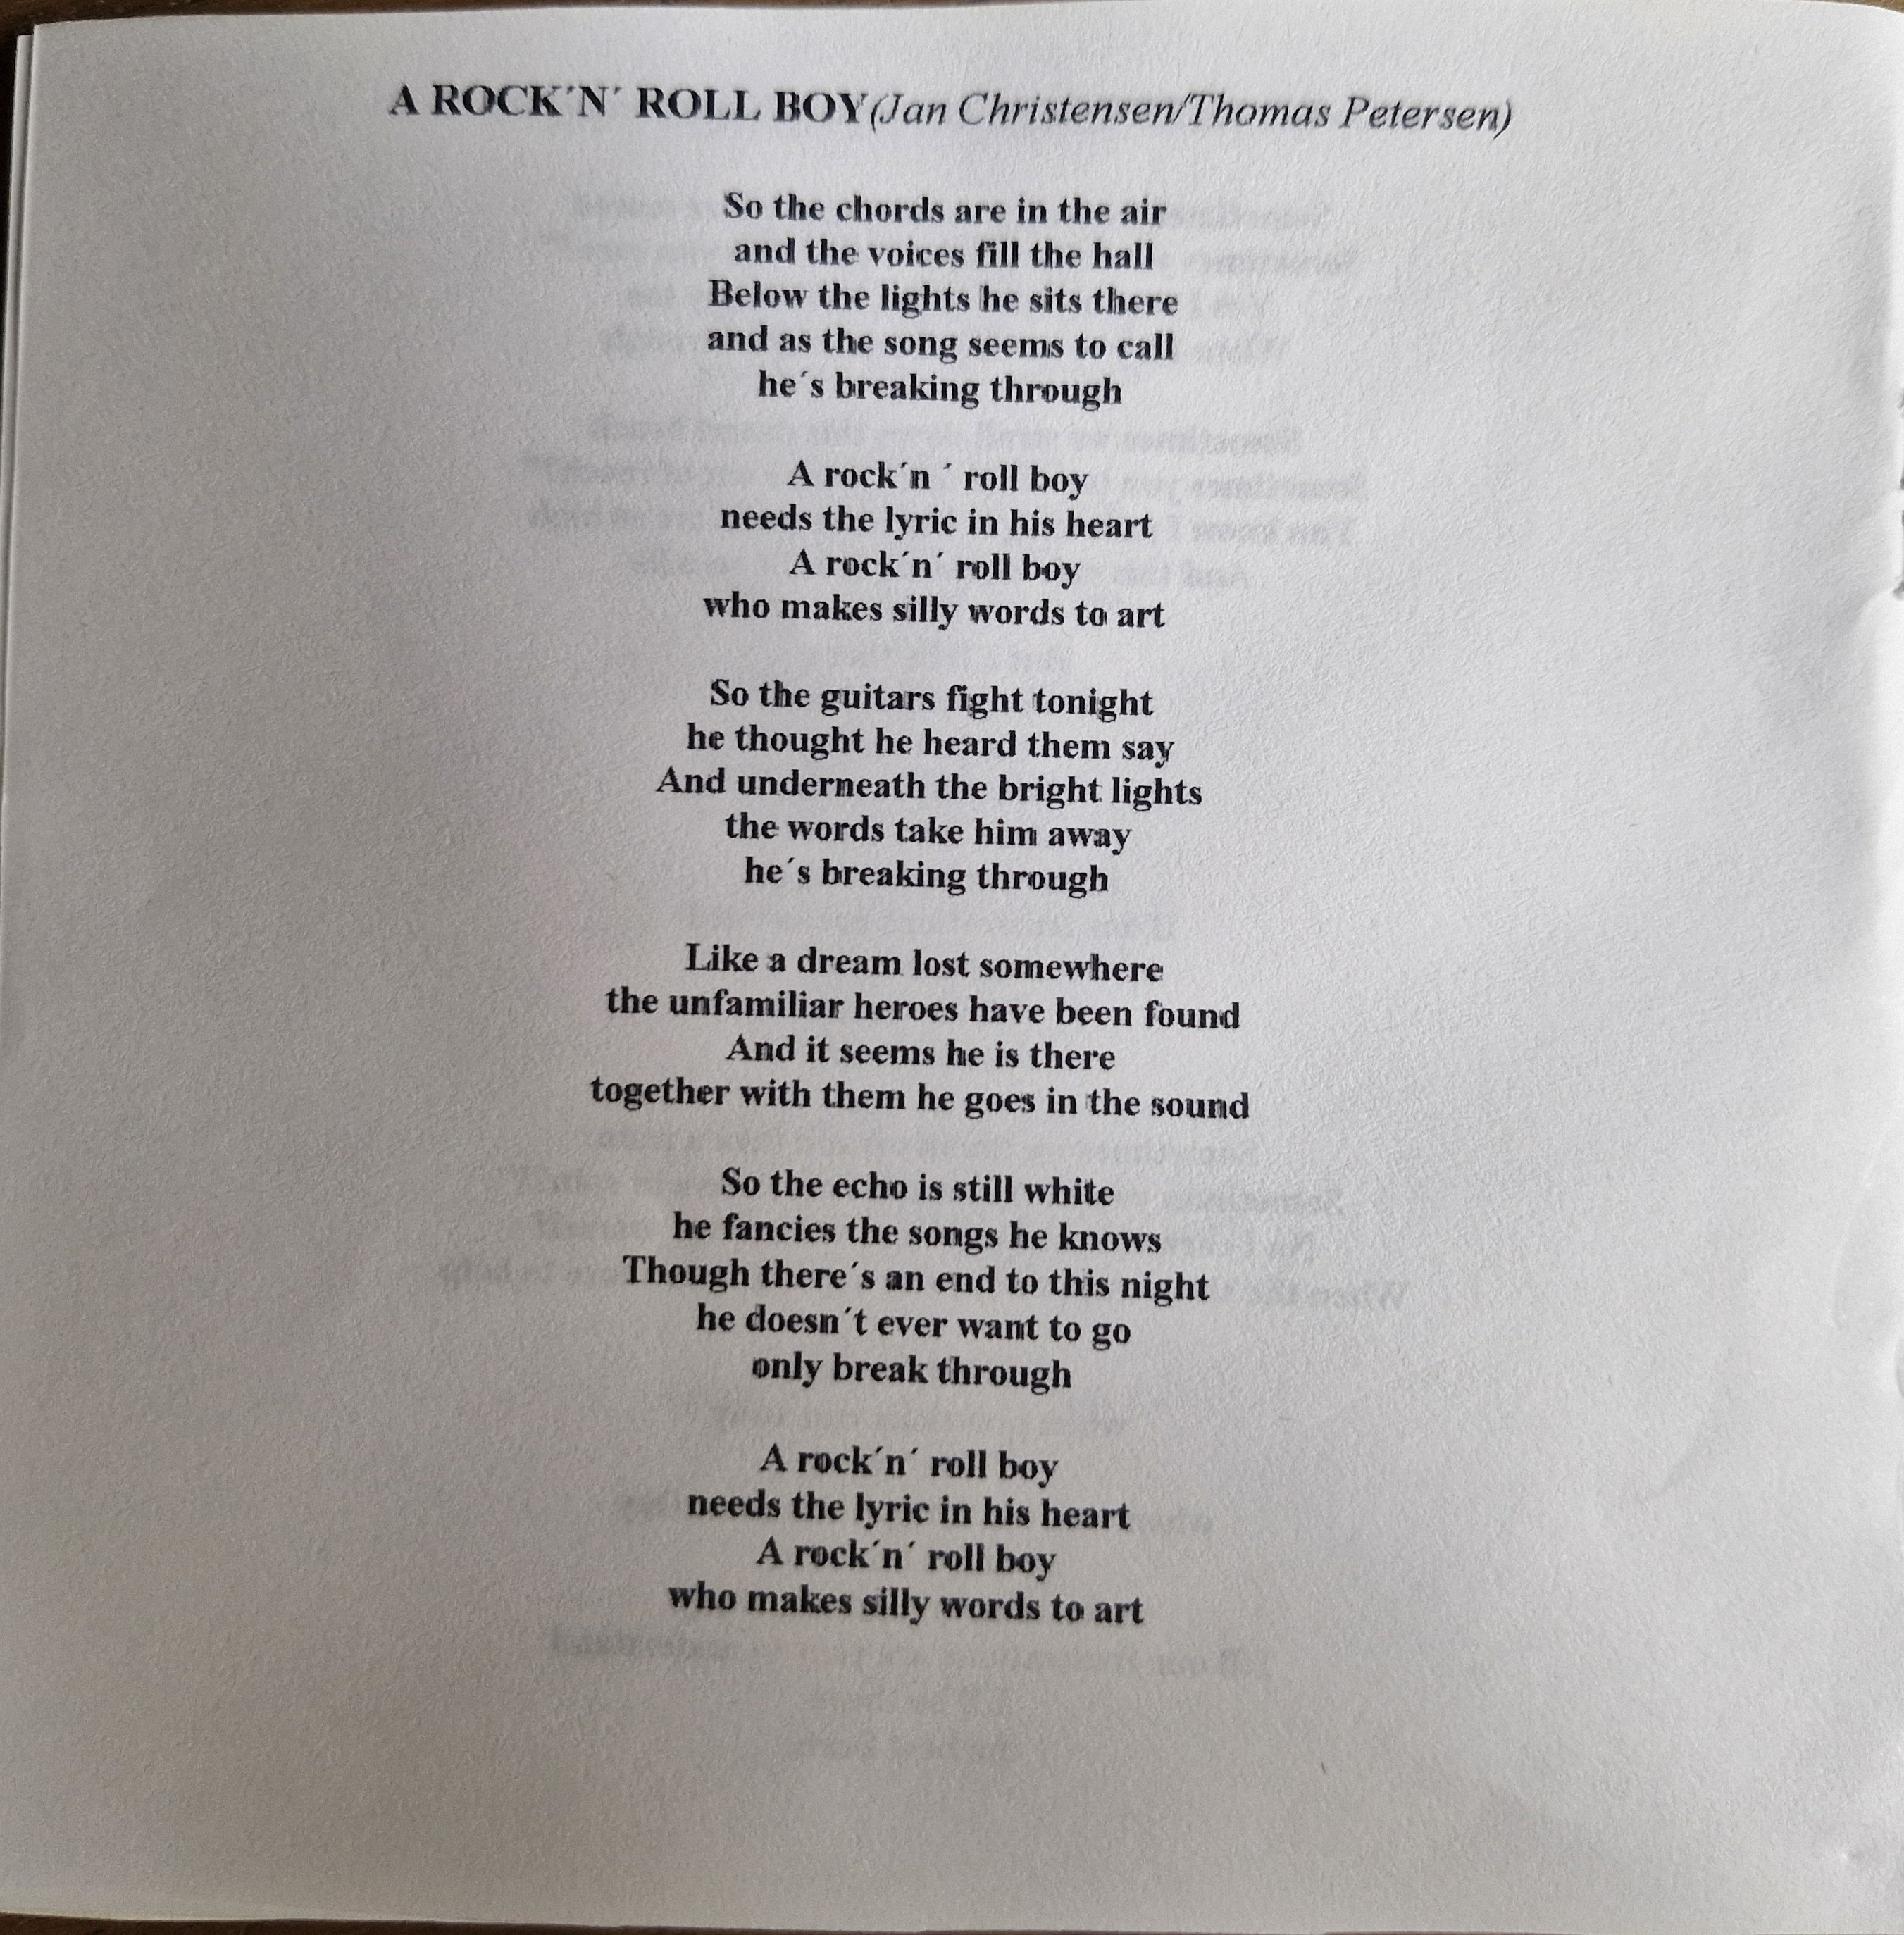 A ROCK´N´ ROLL BOY(Jan Christensen/Thomas Petersen)
So the chords are in the air
and the voices fill the hall
Below the lights he sits there
and as the song seems to call
he´s breaking through
A rock´n ´ roll boy
needs the lyric in his heart
A rock´n´ roll boy
who makes silly words to art
So the guitars fight tonight
he thought he heard them say
And underneath the bright lights
the words take him away
he´s breaking through
Like a dream lost somewhere
the unfamiliar heroes have been found
And it seems he is there
together with them he goes in the sound
So the echo is still white
he fancies the songs he knows
Though there´s an end to this night
he doesn´t ever want to go
only break through
A rock´n´ roll boy
needs the lyric in his heart
A rock´n´ roll boy
who makes silly words to art